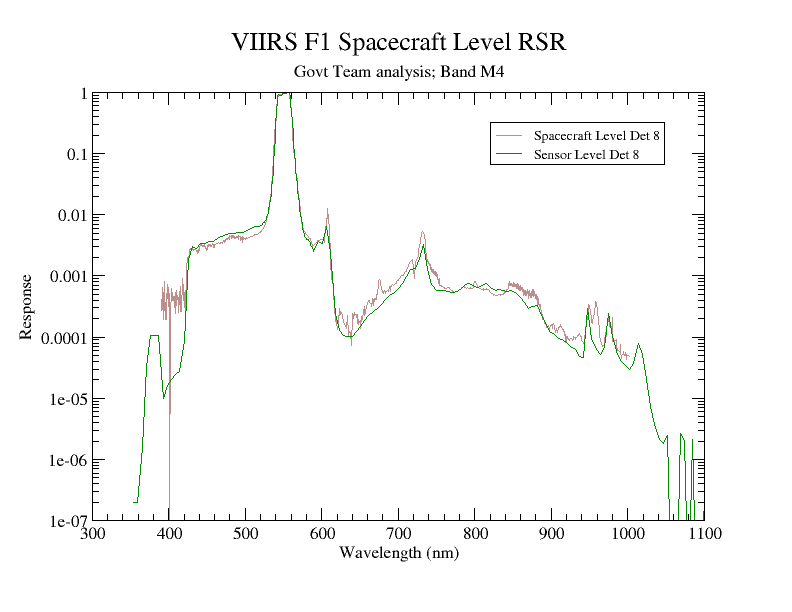 VIIRS F1 Spacecraft Level RSR
Govt Team analysis; Band M4
Spacecraft Level Det 8
Sensor Level Det 8
Response
1
0.1
0.01
0.001
0.0001
1e-05
1e-06
1e-07
300 400 500 600 700 800 900 1000 1100
Wavelength (nm)